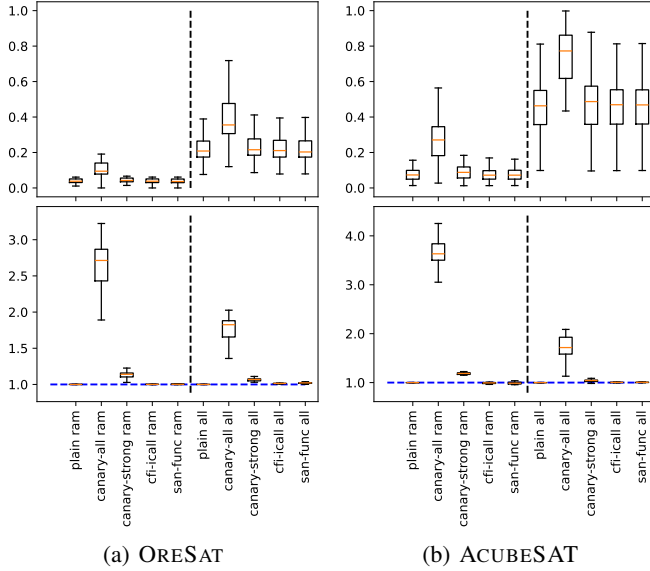 1.0
0.8
0.6
0.4
0.2
0.0
3.0
2.5
2.0
1.5
1.0
plain ram
canary-all ram
canary-strong ram
cfi-icall ram
san-func ram
plain all
canary-all all
canary-strong all
cfi-icall all
san-func all
(a) ORESAT
1.0
0.8
0.6
0.4
0.2
0.0
4.0
3.0
2.0
1.0
plain ram
canary-all ram
canary-strong ram
cfi-icall ram
san-func ram
plain all
canary-all all
canary-strong all
cfi-icall all
san-func all
(b) ACUBESAT